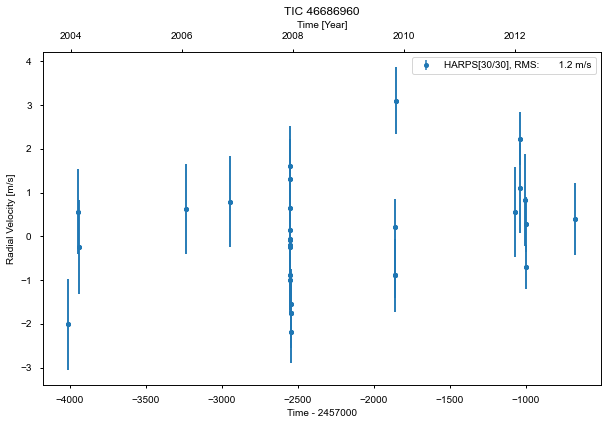 TIC 46686960
Time [Year]
2004 2006 2008 2010 2012
HARPS[30/30], RMS: 1.2 m/s
Radial Velocity [m/s]
4
3
2
1
0
−1
−2
−3
−4000 −3500 −3000 −2500 −2000 −1500 −1000
Time - 2457000